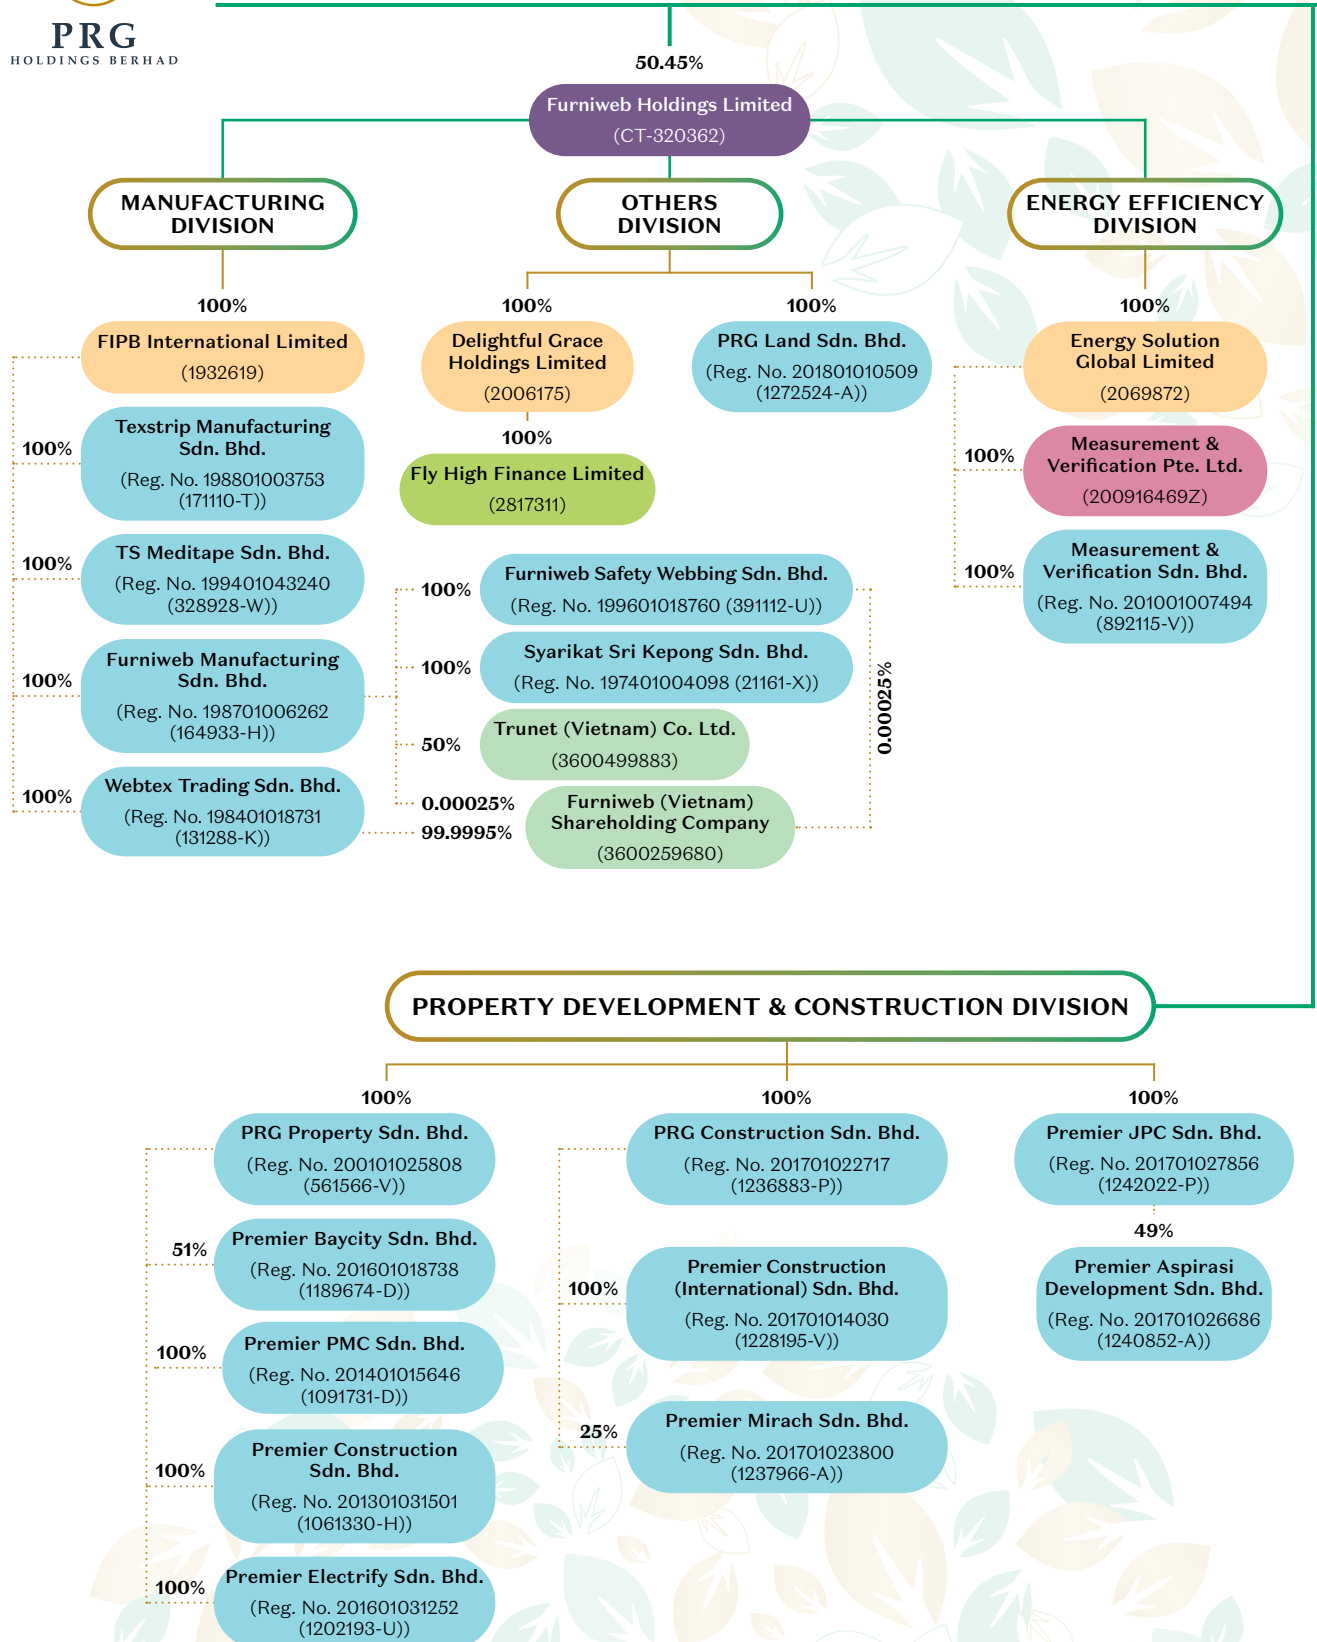 PRG
HOLDINGS BERHAD
50.45%
Furniweb Holdings Limited
(CT-320362)
MANUFACTURING
DIVISION
OTHERS
DIVISION
ENERGY EFFICIENCY
DIVISION
100%
FIPB International Limited
(1932619)
100%
Texstrip Manufacturing
Sdn. Bhd.
(Reg. No. 198801003753
(171110-T))
100%
TS Meditape Sdn. Bhd.
(Reg. No. 199401043240
(328928-W))
100%
Furniweb Manufacturing
Sdn. Bhd.
(Reg. No. 198701006262
(164933-H))
100%
Webtex Trading Sdn. Bhd.
(Reg. No. 198401018731
(131288-K))
100%
Delightful Grace
Holdings Limited
(2006175)
100%
Fly High Finance Limited
(2817311)
100%
PRG Land Sdn. Bhd.
(Reg. No. 201801010509
(1272524-A))
100%
Furniweb Safety Webbing Sdn. Bhd.
(Reg. No. 199601018760 (391112-U))
100%
Syarikat Sri Kepong Sdn. Bhd.
(Reg. No. 197401004098 (21161-X))
50%
Trunet (Vietnam) Co. Ltd.
(3600499883)
0.00025%
99.9995%
Furniweb (Vietnam)
Shareholding Company
(3600259680)
0.00025%
100%
Energy Solution
Global Limited
(2069872)
100%
Measurement &
Verification Pte. Ltd.
(200916469Z)
100%
Measurement &
Verification Sdn. Bhd.
(Reg. No. 201001007494
(892115-V))
PROPERTY DEVELOPMENT & CONSTRUCTION DIVISION
100%
PRG Property Sdn. Bhd.
(Reg. No. 200101025808
(561566-V))
51%
Premier Baycity Sdn. Bhd.
(Reg. No. 201601018738
(1189674-D))
100%
Premier PMC Sdn. Bhd.
(Reg. No. 201401015646
(1091731-D))
100%
Premier Construction
Sdn. Bhd.
(Reg. No. 201301031501
(1061330-H))
100%
Premier Electrify Sdn. Bhd.
(Reg. No. 201601031252
(1202193-U))
100%
PRG Construction Sdn. Bhd.
(Reg. No. 201701022717
(1236883-P))
100%
Premier Construction
(International) Sdn. Bhd.
(Reg. No. 201701014030
(1228195-V))
25%
Premier Mirach Sdn. Bhd.
(Reg. No. 201701023800
(1237966-A))
100%
Premier JPC Sdn. Bhd.
(Reg. No. 201701027856
(1242022-P))
49%
Premier Aspirasi
Development Sdn. Bhd.
(Reg. No. 201701026686
(1240852-A))